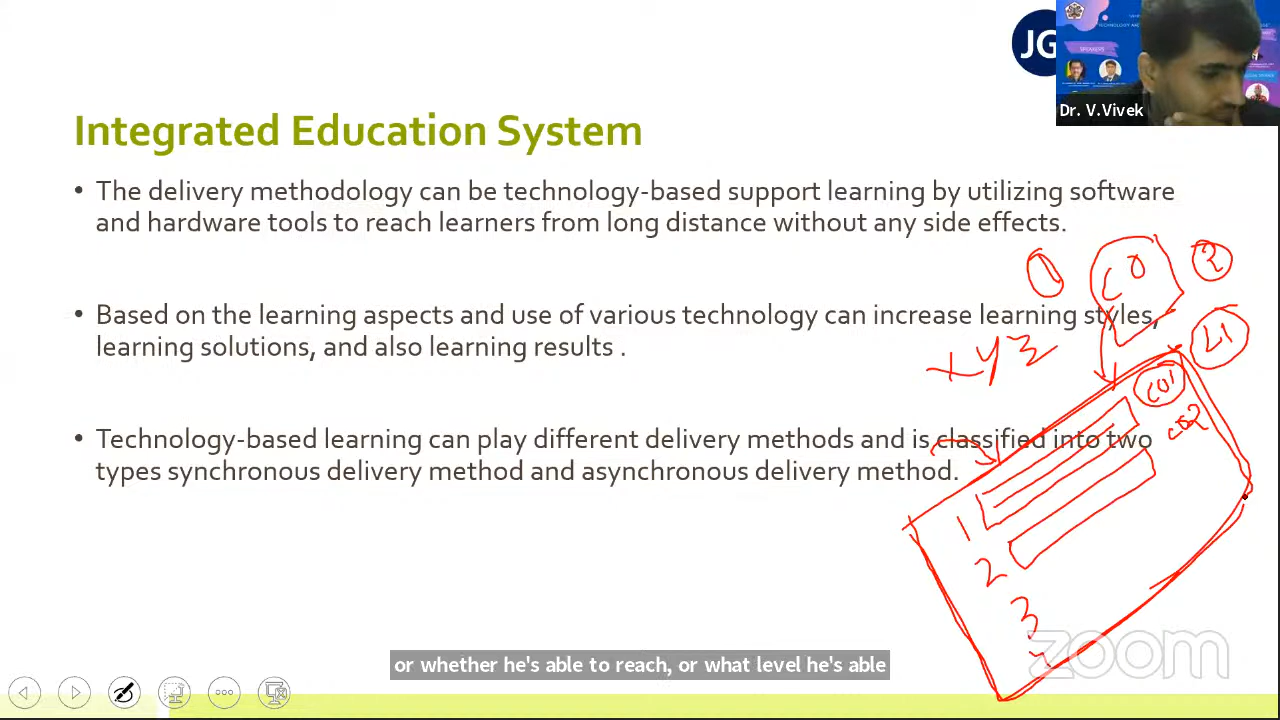 JG
SPEAKERS
Dr. V.Vivek
Integrated Education System
• The delivery methodology can be technology-based support learning by utilizing software
and hardware tools to reach learners from long distance without any side effects.
• Based on the learning aspects and use of various technology can increase learning styles,
learning solutions, and also learning results .
• Technology-based learning can play different delivery methods and is classified into two
types synchronous delivery method and asynchronous delivery method.
1
CO
2
XYZ
L1
CO1
CO2
1
2
3
zoom
or whether he's able to reach, or what level he's able